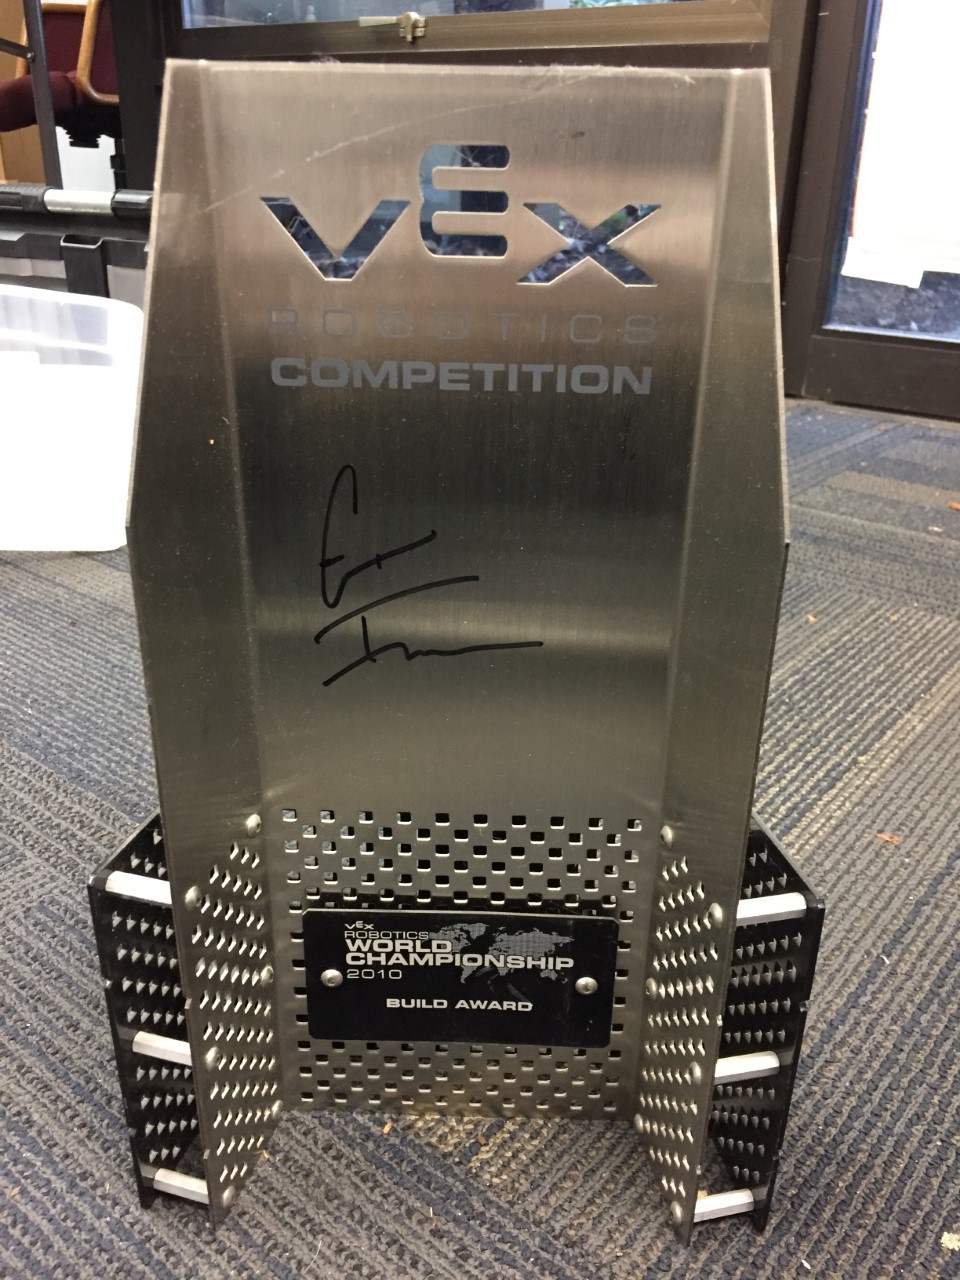 VEX
ROBOTICS
COMPETITION
VEX
ROBOTICS
WORLD
CHAMPIONSHIP
2010
BUILD AWARD